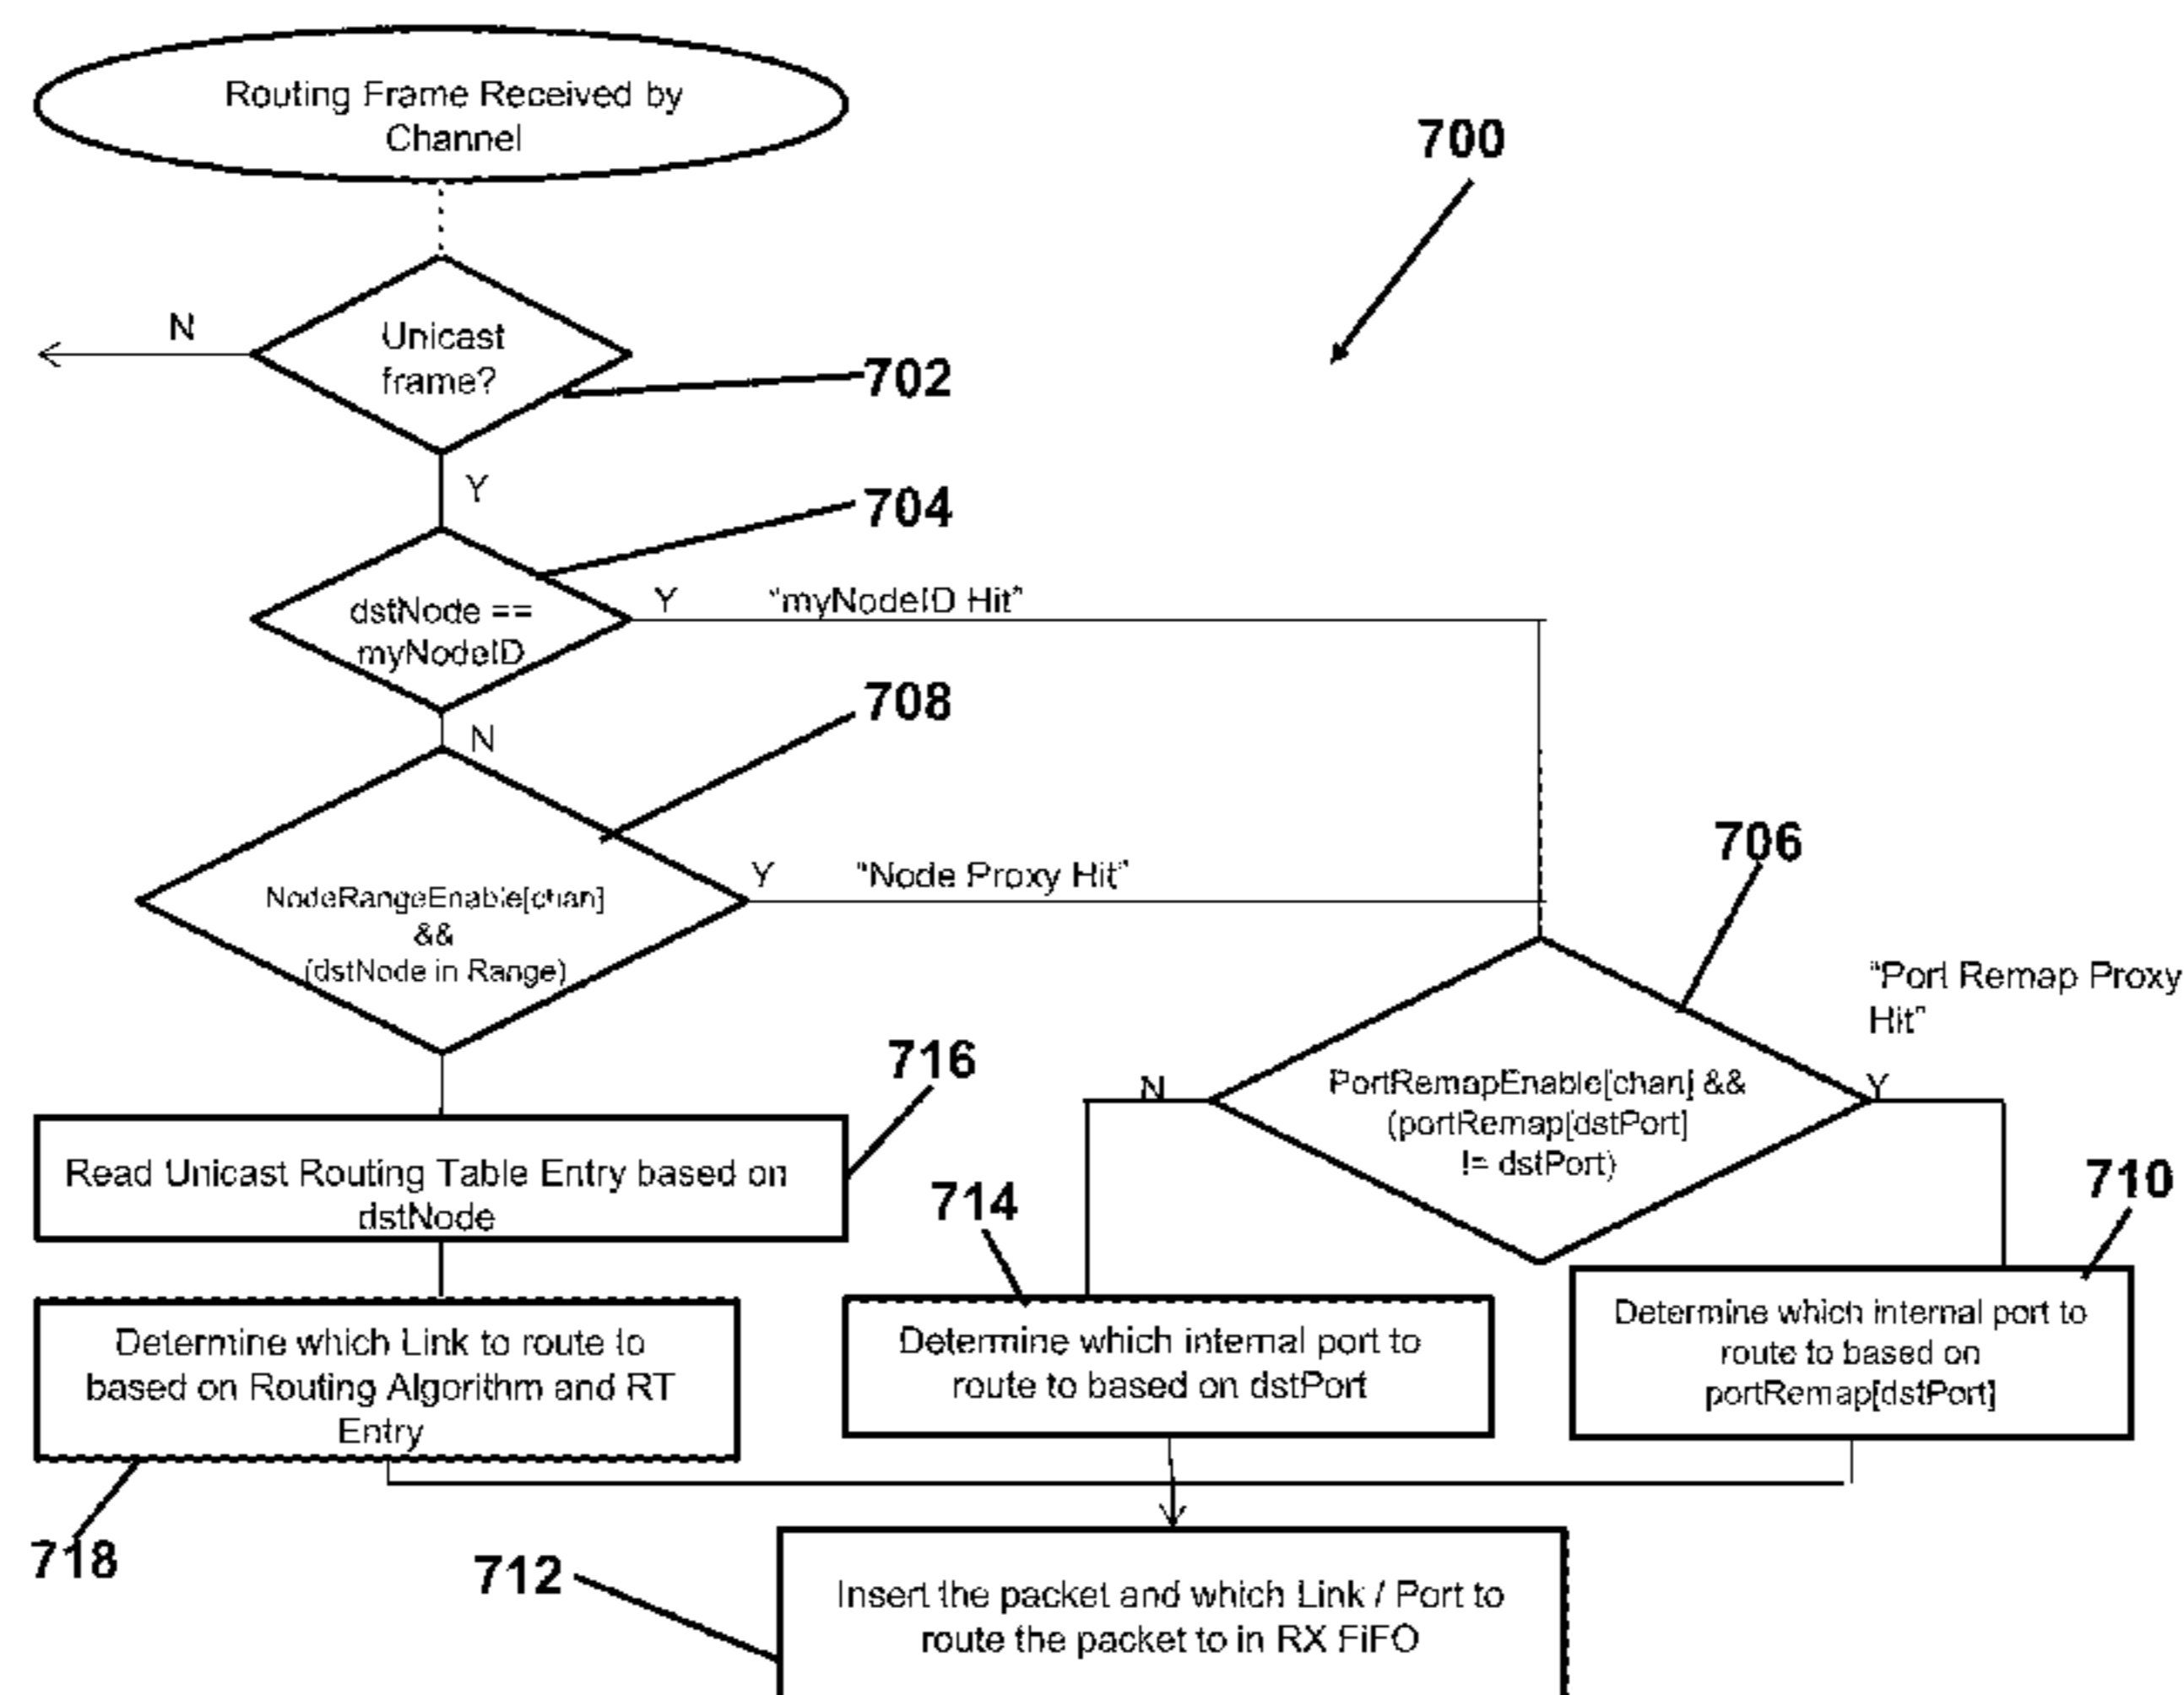 Routing Frame Received by
Channel
700
N
Unicast
frame?
702
Y
704
dstNode ==
myNodeID
Y
"myNodeID Hit"
N
708
706
NodeRangeEnable[chan]
&&
(dstNode in Range)
Y
"Node Proxy Hit"
"Port Remap Proxy
Hit"
N
PortRemapEnable[chan] &&
(portRemap[dstPort]
!= dstPort)
Y
716
Read Unicast Routing Table Entry based on
dstNode
714
710
Determine which Link to route to
based on Routing Algorithm and RT
Entry
Determine which internal port to
route to based on dstPort
Determine which internal port to
route to based on
portRemap[dstPort]
718
712
Insert the packet and which Link / Port to
route the packet to in RX FiFO